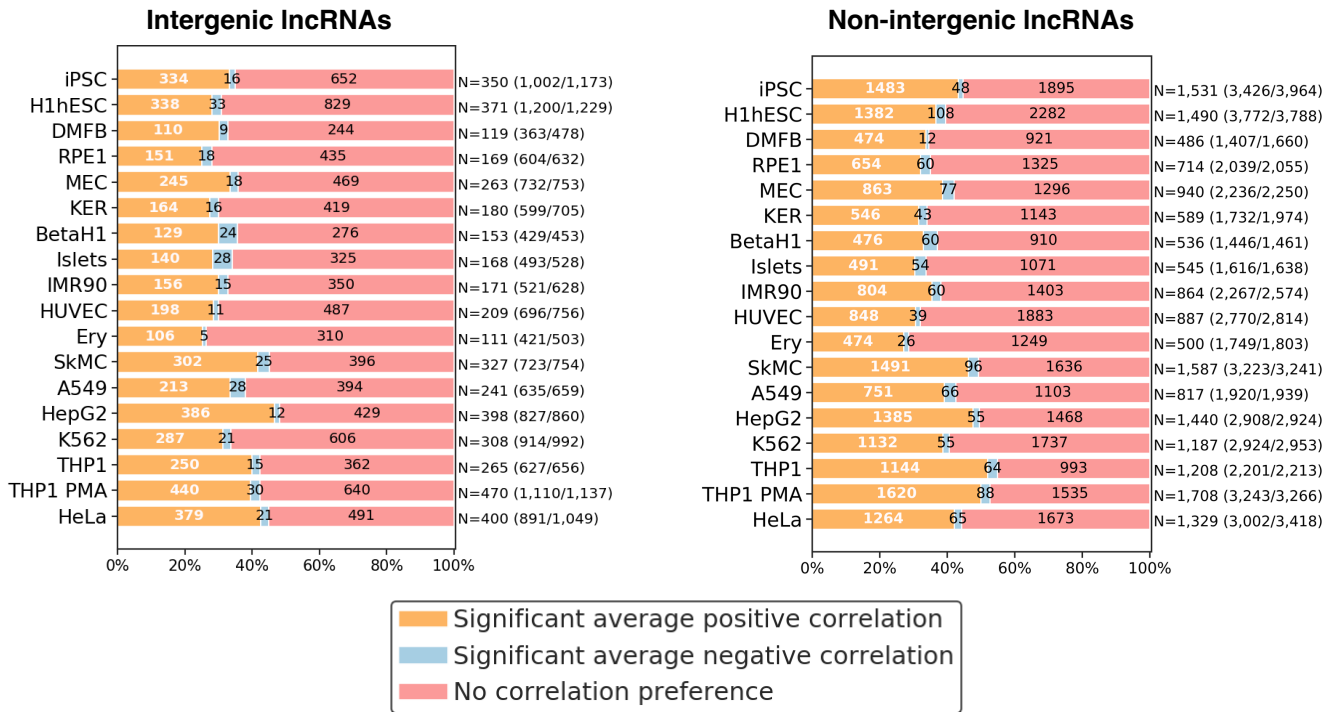 Intergenic lncRNAs
iPSC 334 16 652 N=350 (1,002/1,173)
H1hESC 338 33 829 N=371 (1,200/1,229)
DMFB 110 9 244 N=119 (363/478)
RPE1 151 18 435 N=169 (604/632)
MEC 245 18 469 N=263 (732/753)
KER 164 16 419 N=180 (599/705)
BetaH1 129 24 276 N=153 (429/453)
Islets 140 28 325 N=168 (493/528)
IMR90 156 15 350 N=171 (521/628)
HUVEC 198 11 487 N=209 (696/756)
Ery 106 5 310 N=111 (421/503)
SkMC 302 25 396 N=327 (723/754)
A549 213 28 394 N=241 (635/659)
HepG2 386 12 429 N=398 (827/860)
K562 287 21 606 N=308 (914/992)
THP1 250 15 362 N=265 (627/656)
THP1 PMA 440 30 640 N=470 (1,110/1,137)
HeLa 379 21 491 N=400 (891/1,049)
0% 20% 40% 60% 80% 100%
Non-intergenic lncRNAs
iPSC 1483 48 1895 N=1,531 (3,426/3,964)
H1hESC 1382 108 2282 N=1,490 (3,772/3,788)
DMFB 474 12 921 N=486 (1,407/1,660)
RPE1 654 60 1325 N=714 (2,039/2,055)
MEC 863 77 1296 N=940 (2,236/2,250)
KER 546 43 1143 N=589 (1,732/1,974)
BetaH1 476 60 910 N=536 (1,446/1,461)
Islets 491 54 1071 N=545 (1,616/1,638)
IMR90 804 60 1403 N=864 (2,267/2,574)
HUVEC 848 39 1883 N=887 (2,770/2,814)
Ery 474 26 1249 N=500 (1,749/1,803)
SkMC 1491 96 1636 N=1,587 (3,223/3,241)
A549 751 66 1103 N=817 (1,920/1,939)
HepG2 1385 55 1468 N=1,440 (2,908/2,924)
K562 1132 55 1737 N=1,187 (2,924/2,953)
THP1 1144 64 993 N=1,208 (2,201/2,213)
THP1 PMA 1620 88 1535 N=1,708 (3,243/3,266)
HeLa 1264 65 1673 N=1,329 (3,002/3,418)
0% 20% 40% 60% 80% 100%
Significant average positive correlation
Significant average negative correlation
No correlation preference